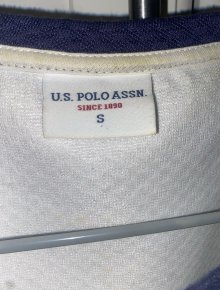 U.S. POLO ASSN.
SINCE 1890
S